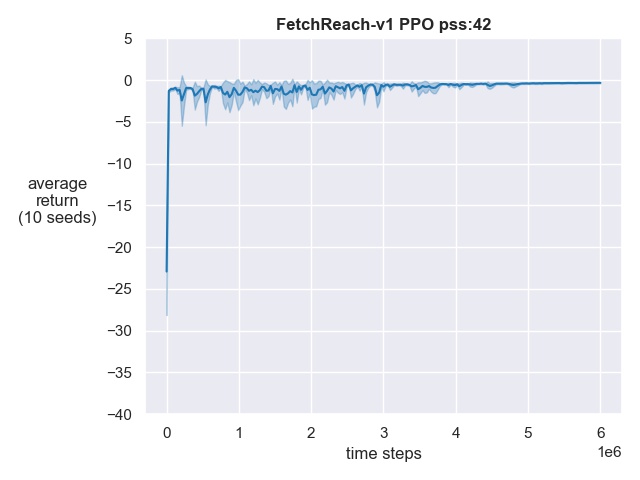 FetchReach-v1 PPO pss:42
5
0
−5
−10
−15
−20
−25
−30
−35
−40
average
return
(10 seeds)
0 1 2 3 4 5 6
1e6
time steps